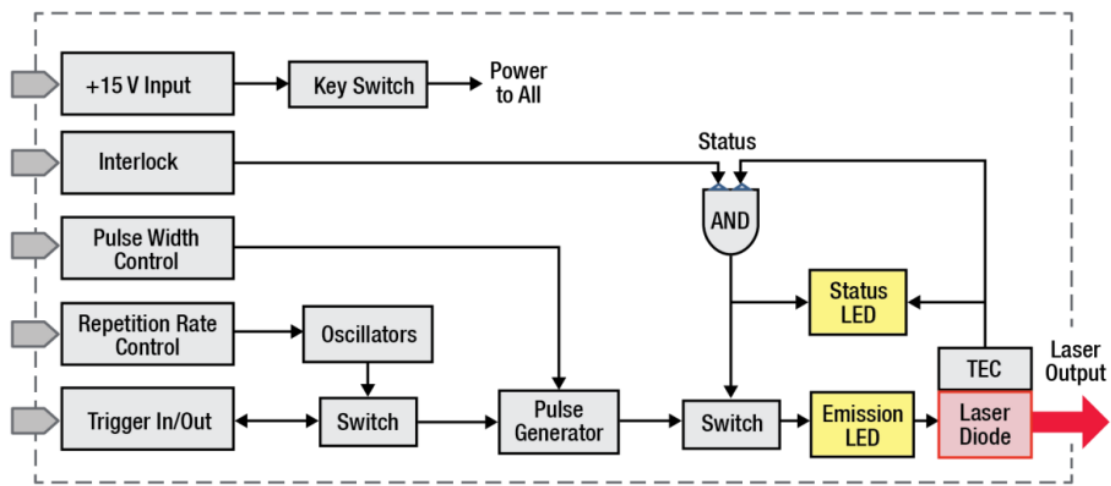 +15 V Input
Key Switch
Power
to All
Interlock
Status
AND
Pulse Width
Control
Repetition Rate
Control
Oscillators
Status
LED
Trigger In/Out
Switch
Pulse
Generator
Switch
Emission
LED
TEC
Laser
Diode
Laser
Output